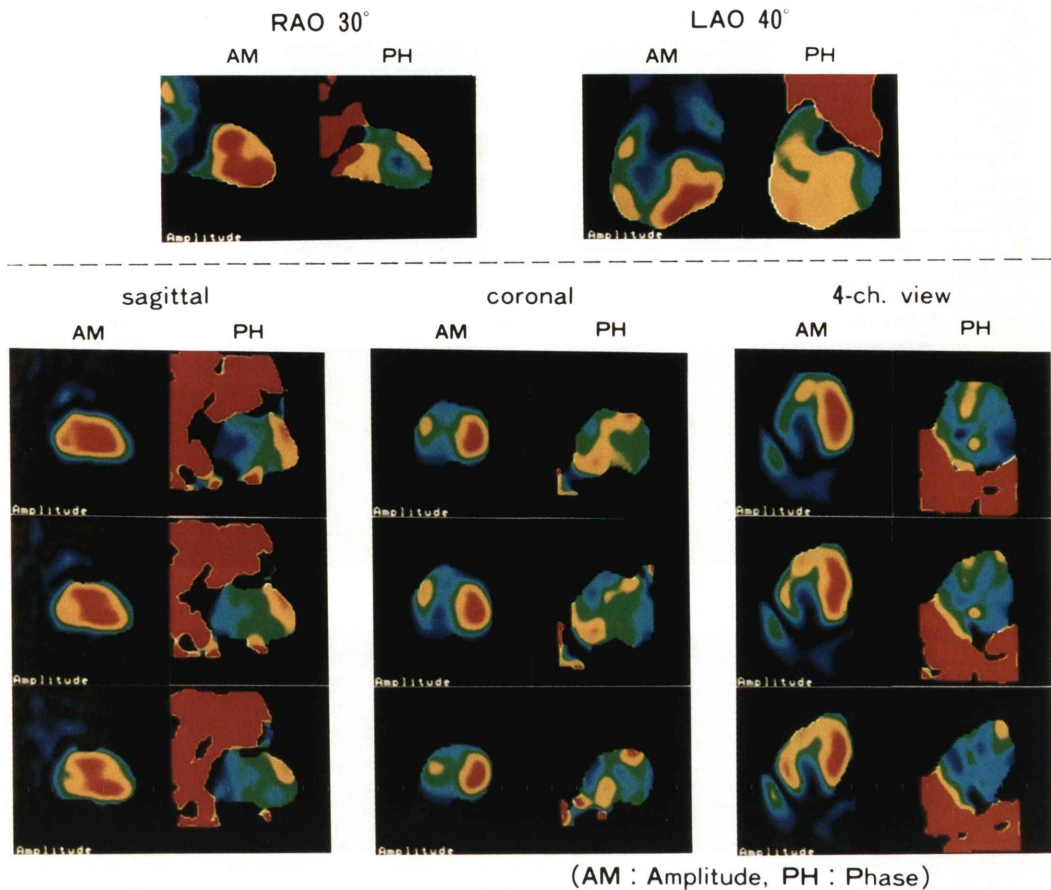 RAO 30° LAO 40°
AM PH AM PH
Amplitude Amplitude
sagittal coronal 4-ch. view
AM PH AM PH AM PH
Amplitude Amplitude Amplitude
Amplitude Amplitude Amplitude
Amplitude Amplitude Amplitude
(AM : Amplitude, PH : Phase)